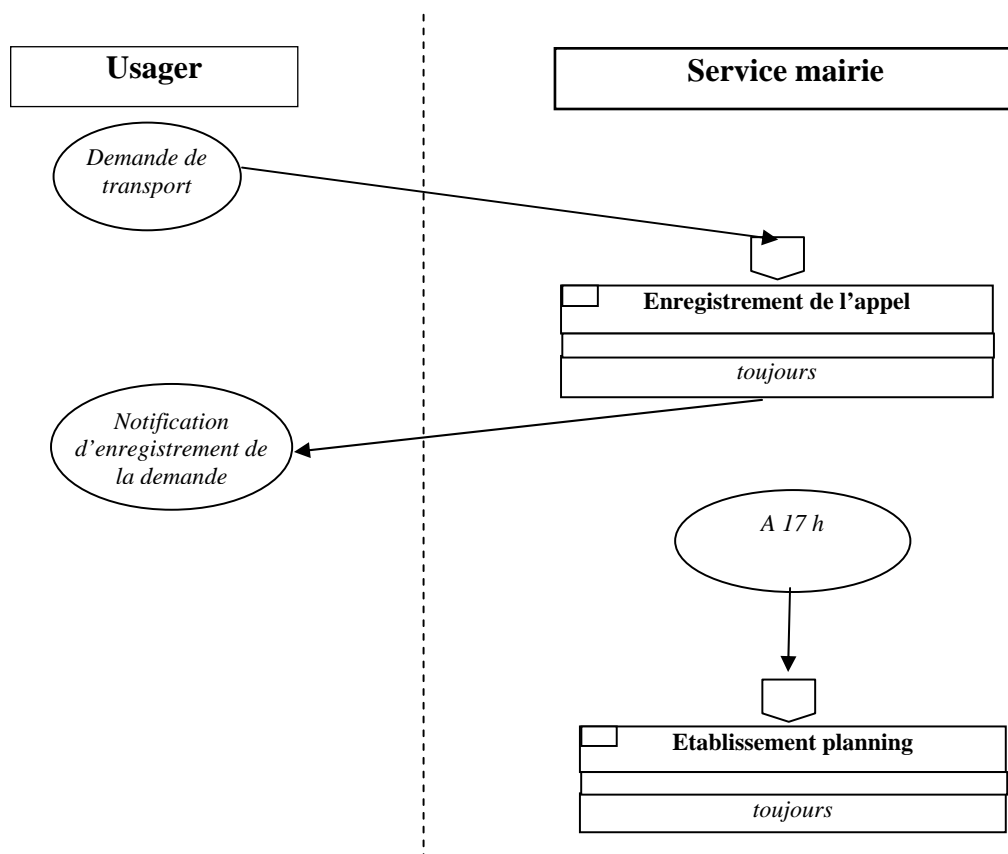 Usager
Service mairie
Demande de
transport
Enregistrement de l’appel
toujours
Notification
d’enregistrement de
la demande
A 17 h
Etablissement planning
toujours